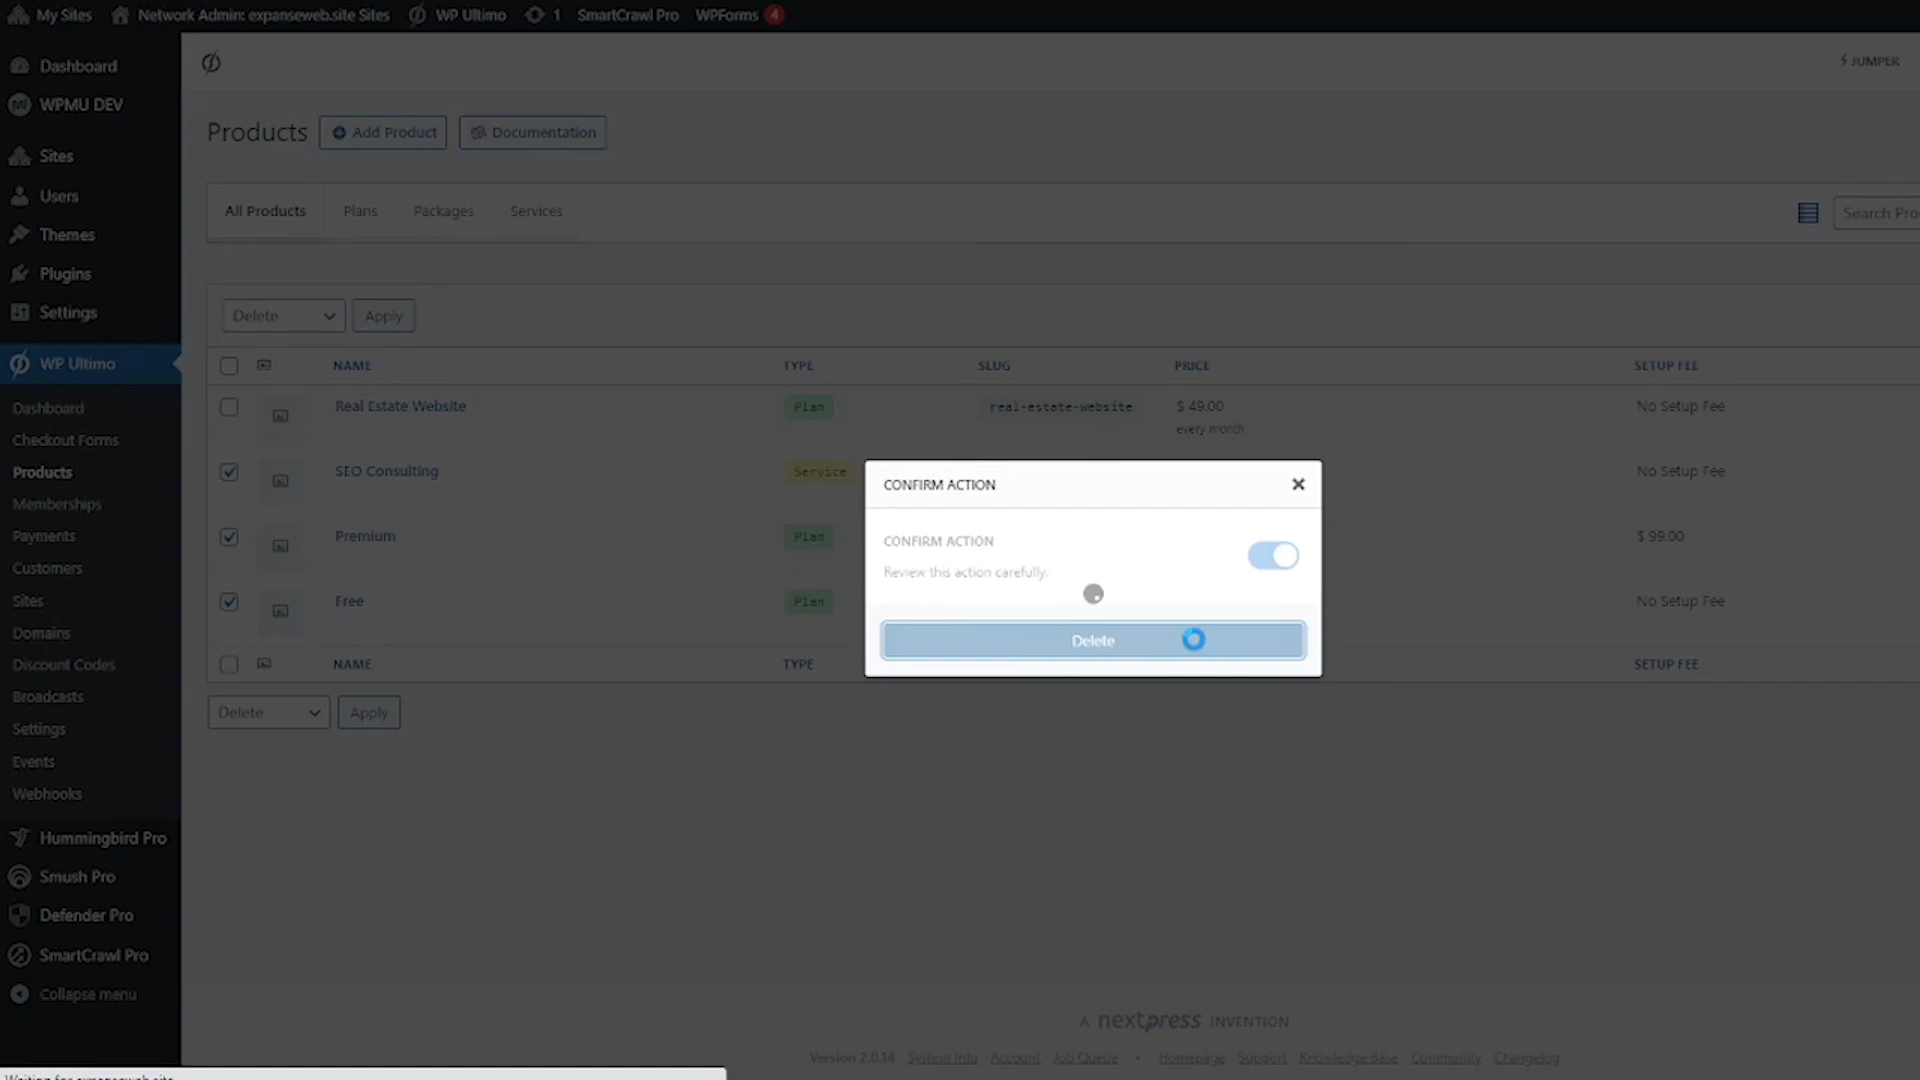 My Sites Network Admin: expanseweb.site Sites WP Ultimo 1 SmartCrawl Pro WPForms 4
Dashboard
WPMU DEV
Sites
Users
Themes
Plugins
Settings
WP Ultimo
Dashboard
Checkout Forms
Products
Memberships
Payments
Customers
Sites
Domains
Discount Codes
Broadcasts
Settings
Events
Webhooks
Hummingbird Pro
Smush Pro
Defender Pro
SmartCrawl Pro
Collapse menu
JUMPER
Products Add Product Documentation
All Products Plans Packages Services Search Pro
Delete Apply
NAME TYPE SLUG PRICE SETUP FEE
Real Estate Website Plan real-estate-website $ 49.00 No Setup Fee
every month
SEO Consulting Service No Setup Fee
Premium Plan $ 99.00
Free Plan No Setup Fee
NAME TYPE SETUP FEE
Delete Apply
CONFIRM ACTION
CONFIRM ACTION
Review this action carefully.
Delete
A nextpress INVENTION
Version 2.0.14 System Info Account Job Queue • Homepage Support Knowledge Base Community Changelog